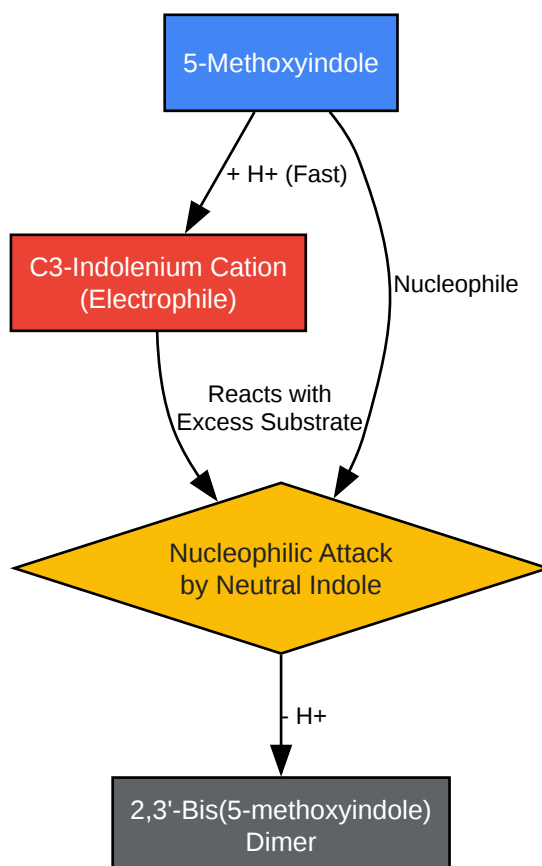 5-Methoxyindole
+ H+ (Fast)
C3-Indolenium Cation
(Electrophile)
Nucleophile
Reacts with
Excess Substrate
Nucleophilic Attack
by Neutral Indole
- H+
2,3'-Bis(5-methoxyindole)
Dimer